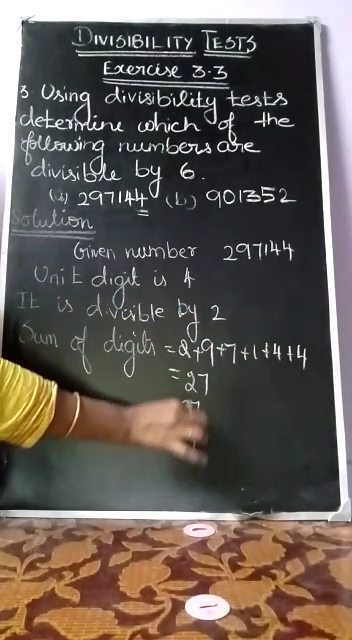 DIVISIBILITY TESTS
Exercise 3.3
3. Using divisibility tests
determine which of the
following numbers are
divisible by 6.
(a) 297144 (b) 901352
Solution
Given number 297144
Unit digit is 4
It is divisible by 2
Sum of digits = 2+9+7+1+4+4
= 27